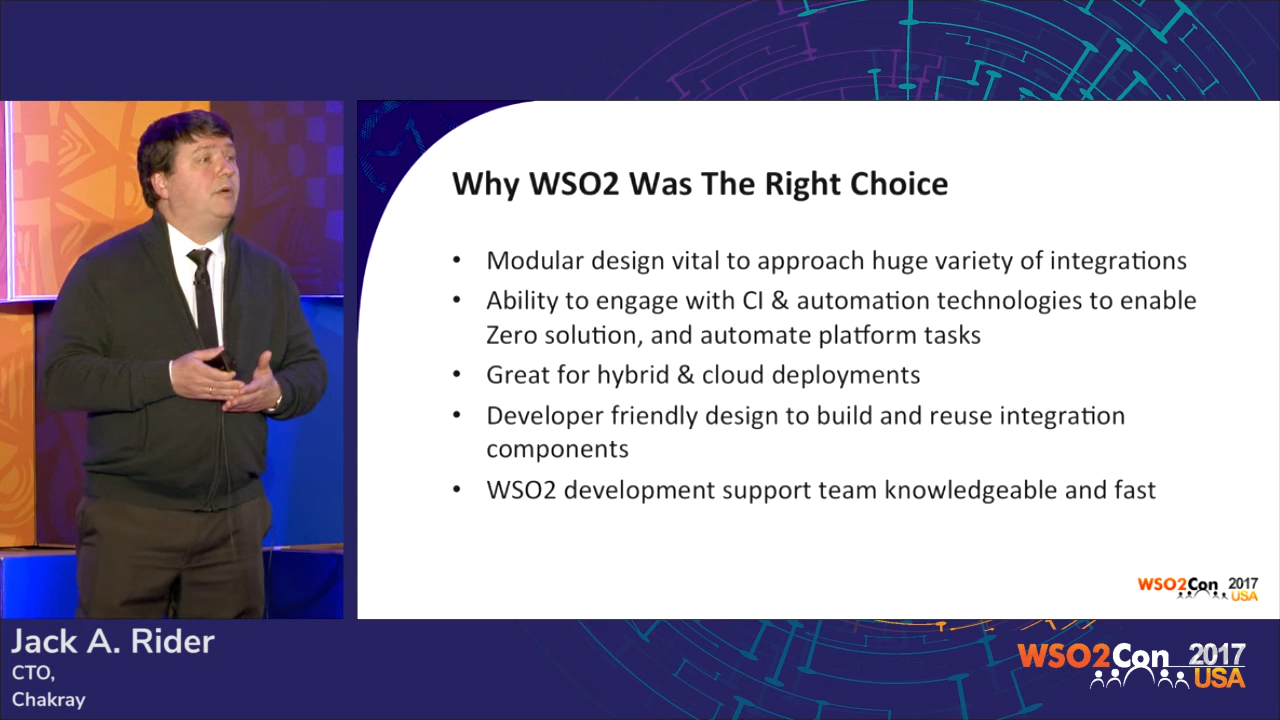 Why WSO2 Was The Right Choice
• Modular design vital to approach huge variety of integrations
• Ability to engage with CI & automation technologies to enable
Zero solution, and automate platform tasks
• Great for hybrid & cloud deployments
• Developer friendly design to build and reuse integration
components
• WSO2 development support team knowledgeable and fast
WSO2Con 2017
USA
Jack A. Rider
CTO,
Chakray
WSO2Con 2017
USA